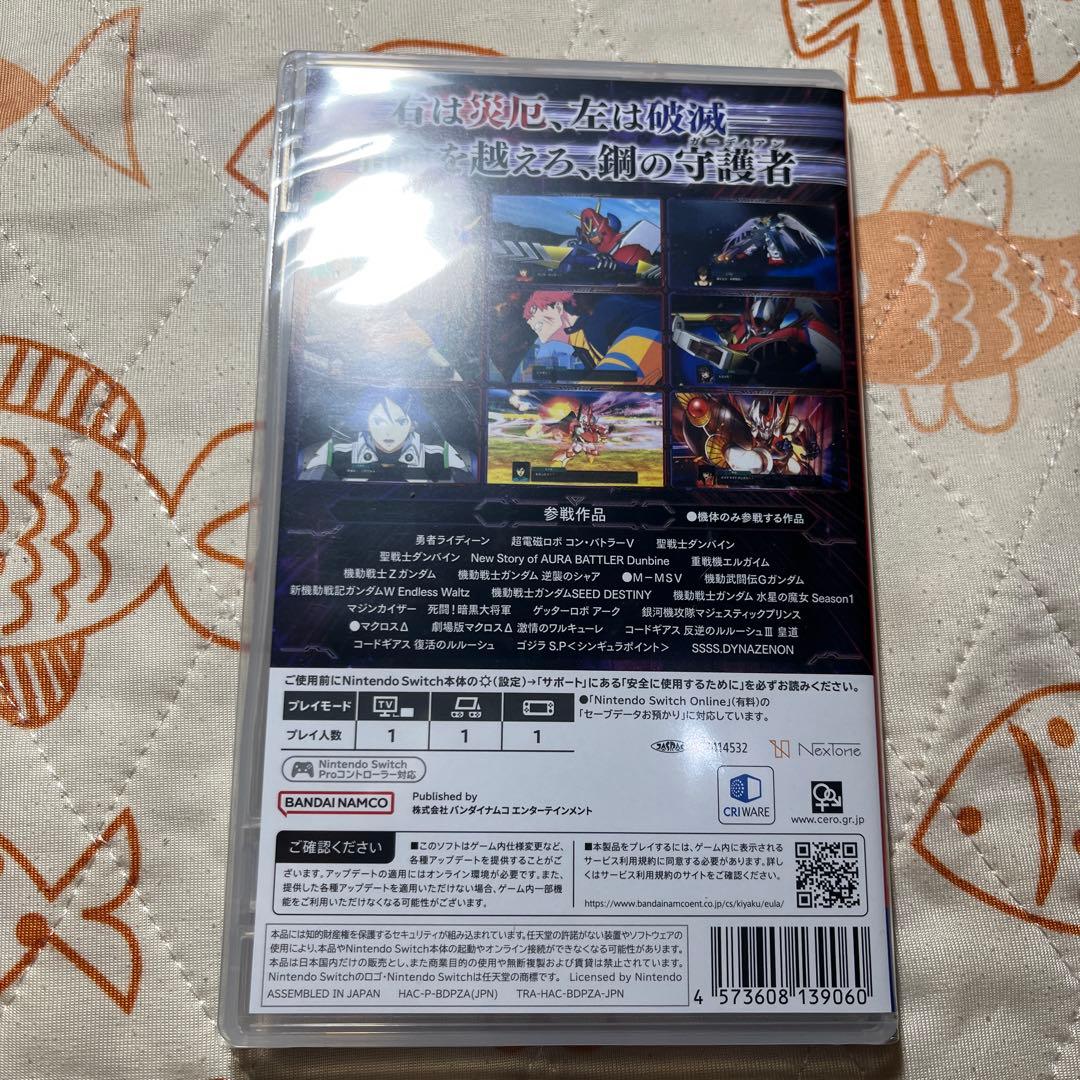 右は災厄、左は破滅
ガーディアン
を越えろ、鋼の守護者
参戦作品
●機体のみ参戦する作品
勇者ライディーン 超電磁ロボ コン・バトラーV 聖戦士ダンバイン
聖戦士ダンバイン New Story of AURA BATTLER Dunbine 重戦機エルガイム
機動戦士Zガンダム 機動戦士ガンダム 逆襲のシャア ●M-MSV 機動武闘伝Gガンダム
新機動戦記ガンダムW Endless Waltz 機動戦士ガンダムSEED DESTINY 機動戦士ガンダム 水星の魔女 Season1
マジンカイザー 死闘!暗黒大将軍 ゲッターロボ アーク 銀河機攻隊マジェスティックプリンス
●マクロスΔ 劇場版マクロスΔ 激情のワルキューレ コードギアス 反逆のルルーシュⅢ 皇道
コードギアス 復活のルルーシュ ゴジラ S.P<シンギュラポイント> SSSS.DYNAZENON
ご使用前にNintendo Switch本体の(設定)→「サポート」にある「安全に使用するために」を必ずお読みください。
プレイモード TV
プレイ人数 1 1 1
●「Nintendo Switch Online」(有料)の
「セーブデータお預かり」に対応しています。
JASRAC 114532 NexTone
Nintendo Switch
Proコントローラー対応
BANDAI NAMCO
Published by
株式会社 バンダイナムコ エンターテインメント
CRIWARE
www.cero.gr.jp
ご確認ください
■このソフトはゲーム内仕様変更など、
各種アップデートを提供することがご
ざいます。アップデートの適用にはオンライン環境が必要です。また、
提供した各種アップデートを適用いただけない場合、ゲーム内一部機
能をご利用いただけなくなる可能性がございます。
■本製品をプレイするには、ゲーム内に表示される
サービス利用規約に同意する必要があります。詳し
くはサービス利用規約のサイトをご確認ください。
https://www.bandainamcoent.co.jp/cs/kiyaku/eula/
本品には知的財産権を保護するセキュリティが組み込まれています。任天堂の許諾がない装置やソフトウェアの
使用により、本品やNintendo Switch本体の起動やオンライン接続ができなくなる可能性があります。
本品は日本国内だけの販売とし、また商業目的の使用や無断複製および賃貸は禁止されています。
Nintendo Switchのロゴ・Nintendo Switchは任天堂の商標です。 Licensed by Nintendo
ASSEMBLED IN JAPAN HAC-P-BDPZA(JPN) TRA-HAC-BDPZA-JPN
4 573608 139060